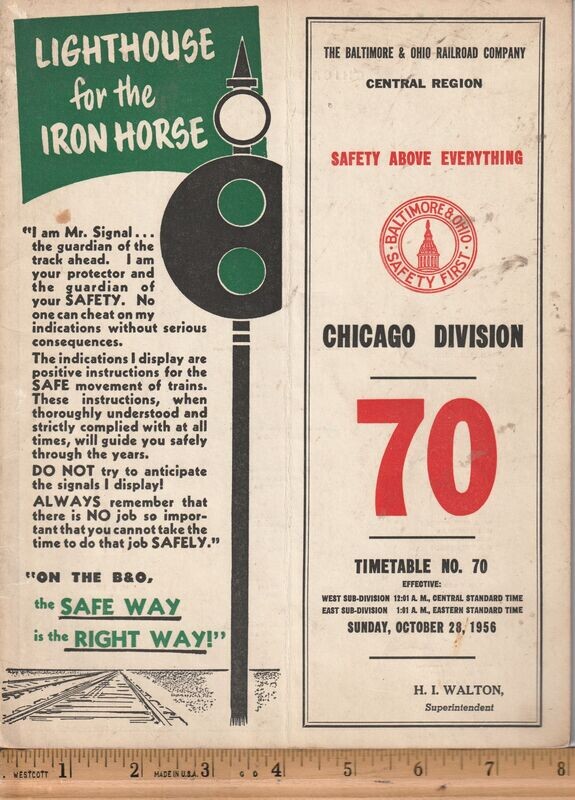 LIGHTHOUSE
for the
IRON HORSE
"I am Mr. Signal...
the guardian of the
track ahead. I am
your protector and
the guardian of
your SAFETY. No
one can cheat on my
indications without serious
consequences.
The indications I display are
positive instructions for the
SAFE movement of trains.
These instructions, when
thoroughly understood and
strictly complied with at all
times, will guide you safely
through the years.
DO NOT try to anticipate
the signals I display!
ALWAYS remember that
there is NO job so impor-
tant that you cannot take the
time to do that job SAFELY."
"ON THE B&O,
the SAFE WAY
is the RIGHT WAY!"
THE BALTIMORE & OHIO RAILROAD COMPANY
CENTRAL REGION
SAFETY ABOVE EVERYTHING
BALTIMORE & OHIO
SAFETY FIRST
CHICAGO DIVISION
70
TIMETABLE NO. 70
EFFECTIVE:
WEST SUB-DIVISION 12:01 A. M., CENTRAL STANDARD TIME
EAST SUB-DIVISION 1:01 A. M., EASTERN STANDARD TIME
SUNDAY, OCTOBER 28, 1956
H. I. WALTON,
Superintendent
WESTCOTT 1 2 MADE IN U.S.A. 3 4 5 6 7 8